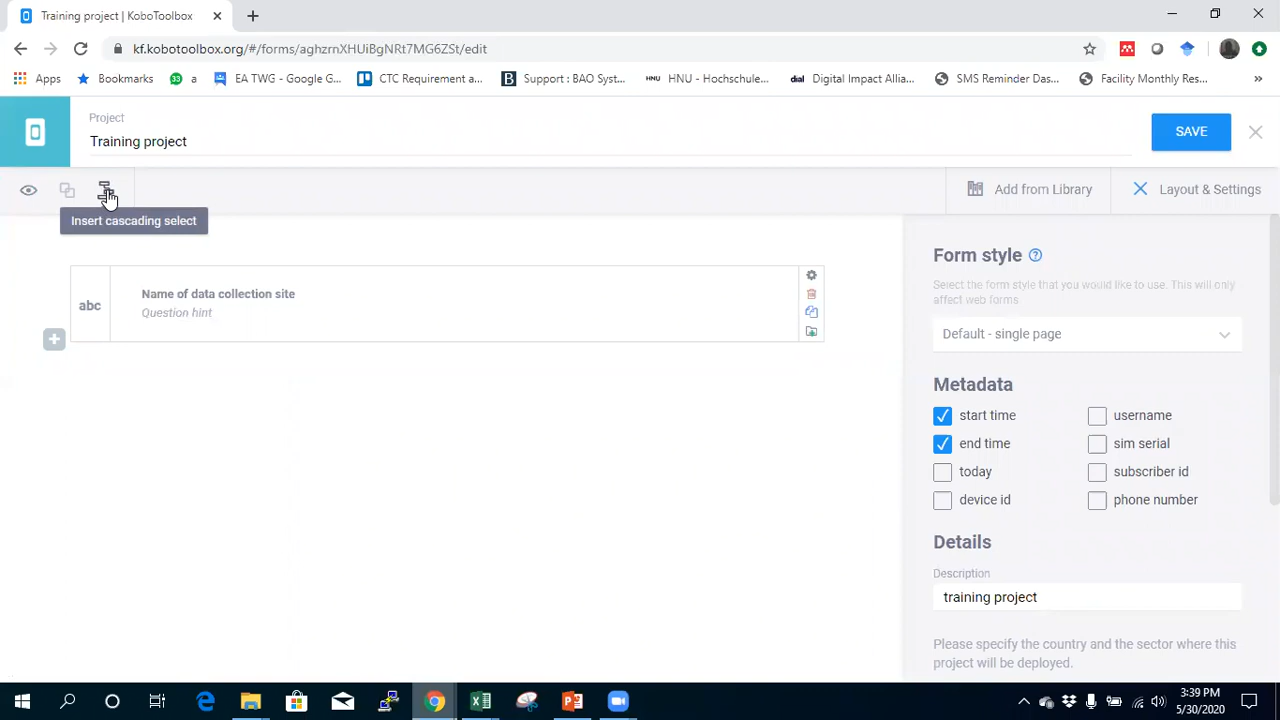 Training project | KoboToolbox
kf.kobotoolbox.org/#/forms/aghzrnXHUiBgNRt7MG6ZSt/edit
Apps
Bookmarks
33
a
EA TWG - Google G...
CTC Requirement a...
B
Support : BAO Syst...
HNU
HNU - Hochschule...
dial
Digital Impact Allia...
SMS Reminder Das...
Facility Monthly Res...
»
Project
Training project
SAVE
Add from Library
Layout & Settings
Insert cascading select
abc
Name of data collection site
Question hint
Form style
Select the form style that you would like to use. This will only
affect web forms
Default - single page
Metadata
start time
username
end time
sim serial
today
subscriber id
device id
phone number
Details
Description
training project
Please specify the country and the sector where this
project will be deployed.
3:39 PM
5/30/2020